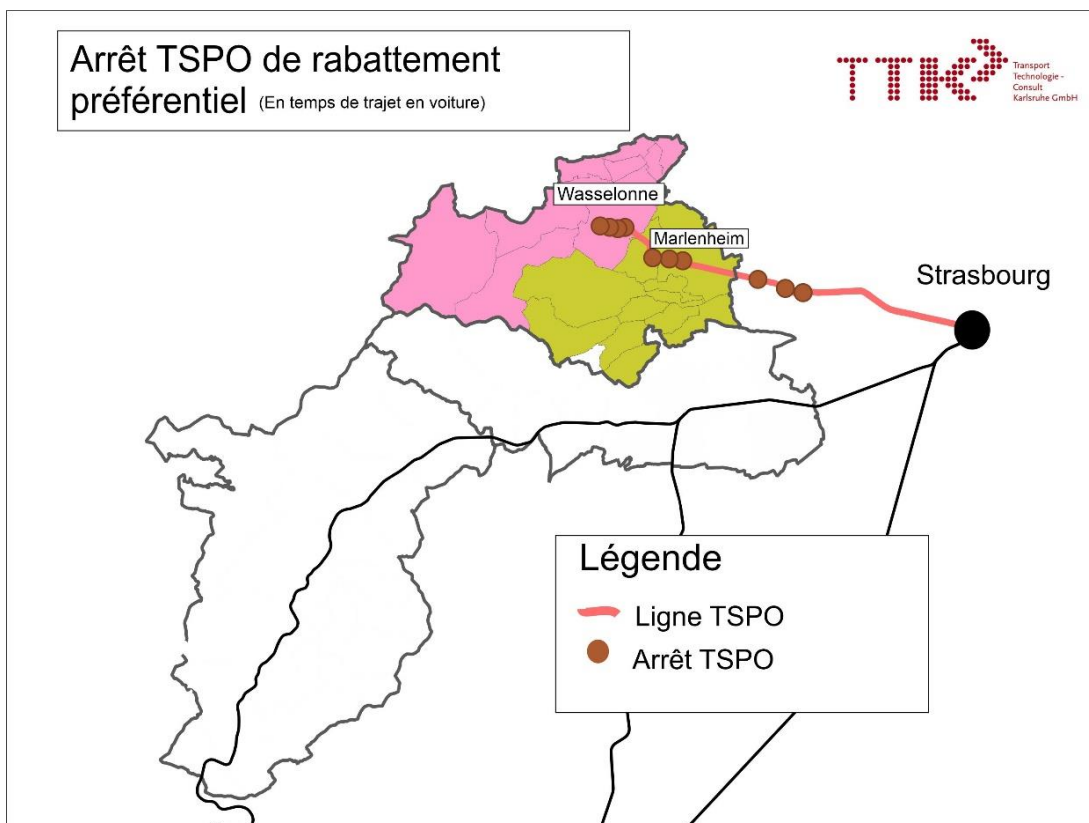 Arrêt TSPO de rabattement
préférentiel (En temps de trajet en voiture)
TTK
Transport
Technologie -
Consult
Karlsruhe GmbH
Wasselonne
Marlenheim
Strasbourg
Légende
Ligne TSPO
Arrêt TSPO